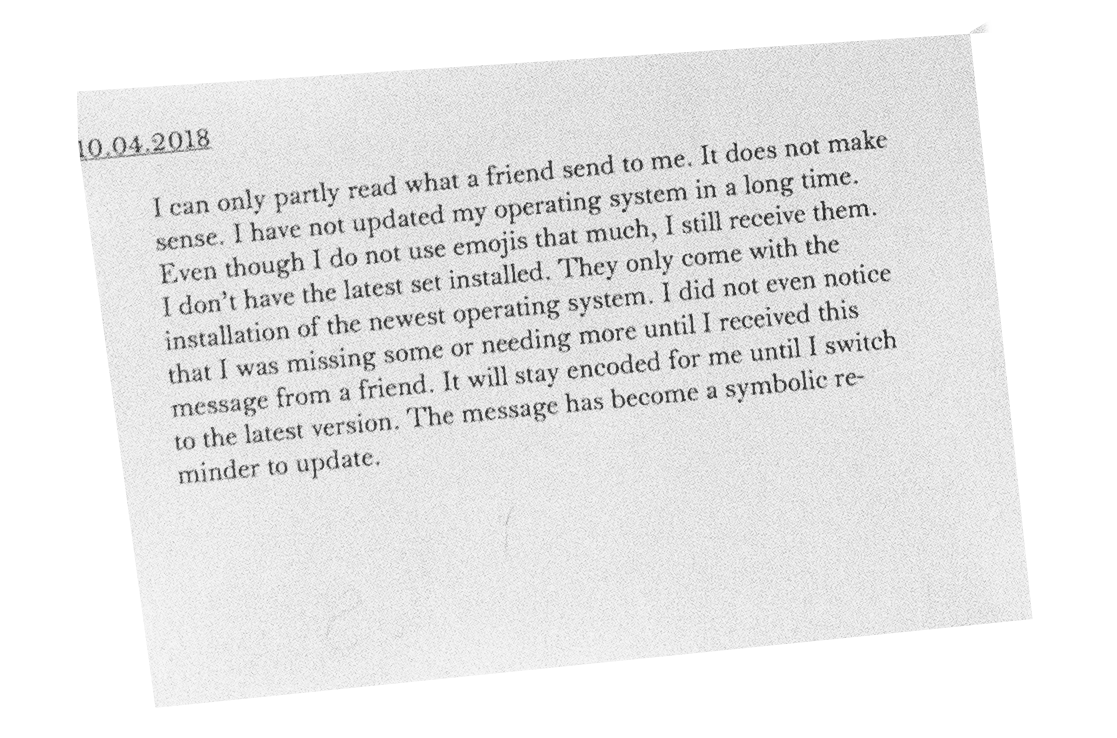 10.04.2018
I can only partly read what a friend send to me. It does not make
sense. I have not updated my operating system in a long time.
Even though I do not use emojis that much, I still receive them.
I don't have the latest set installed. They only come with the
installation of the newest operating system. I did not even notice
that I was missing some or needing more until I received this
message from a friend. It will stay encoded for me until I switch
to the latest version. The message has become a symbolic re-
minder to update.